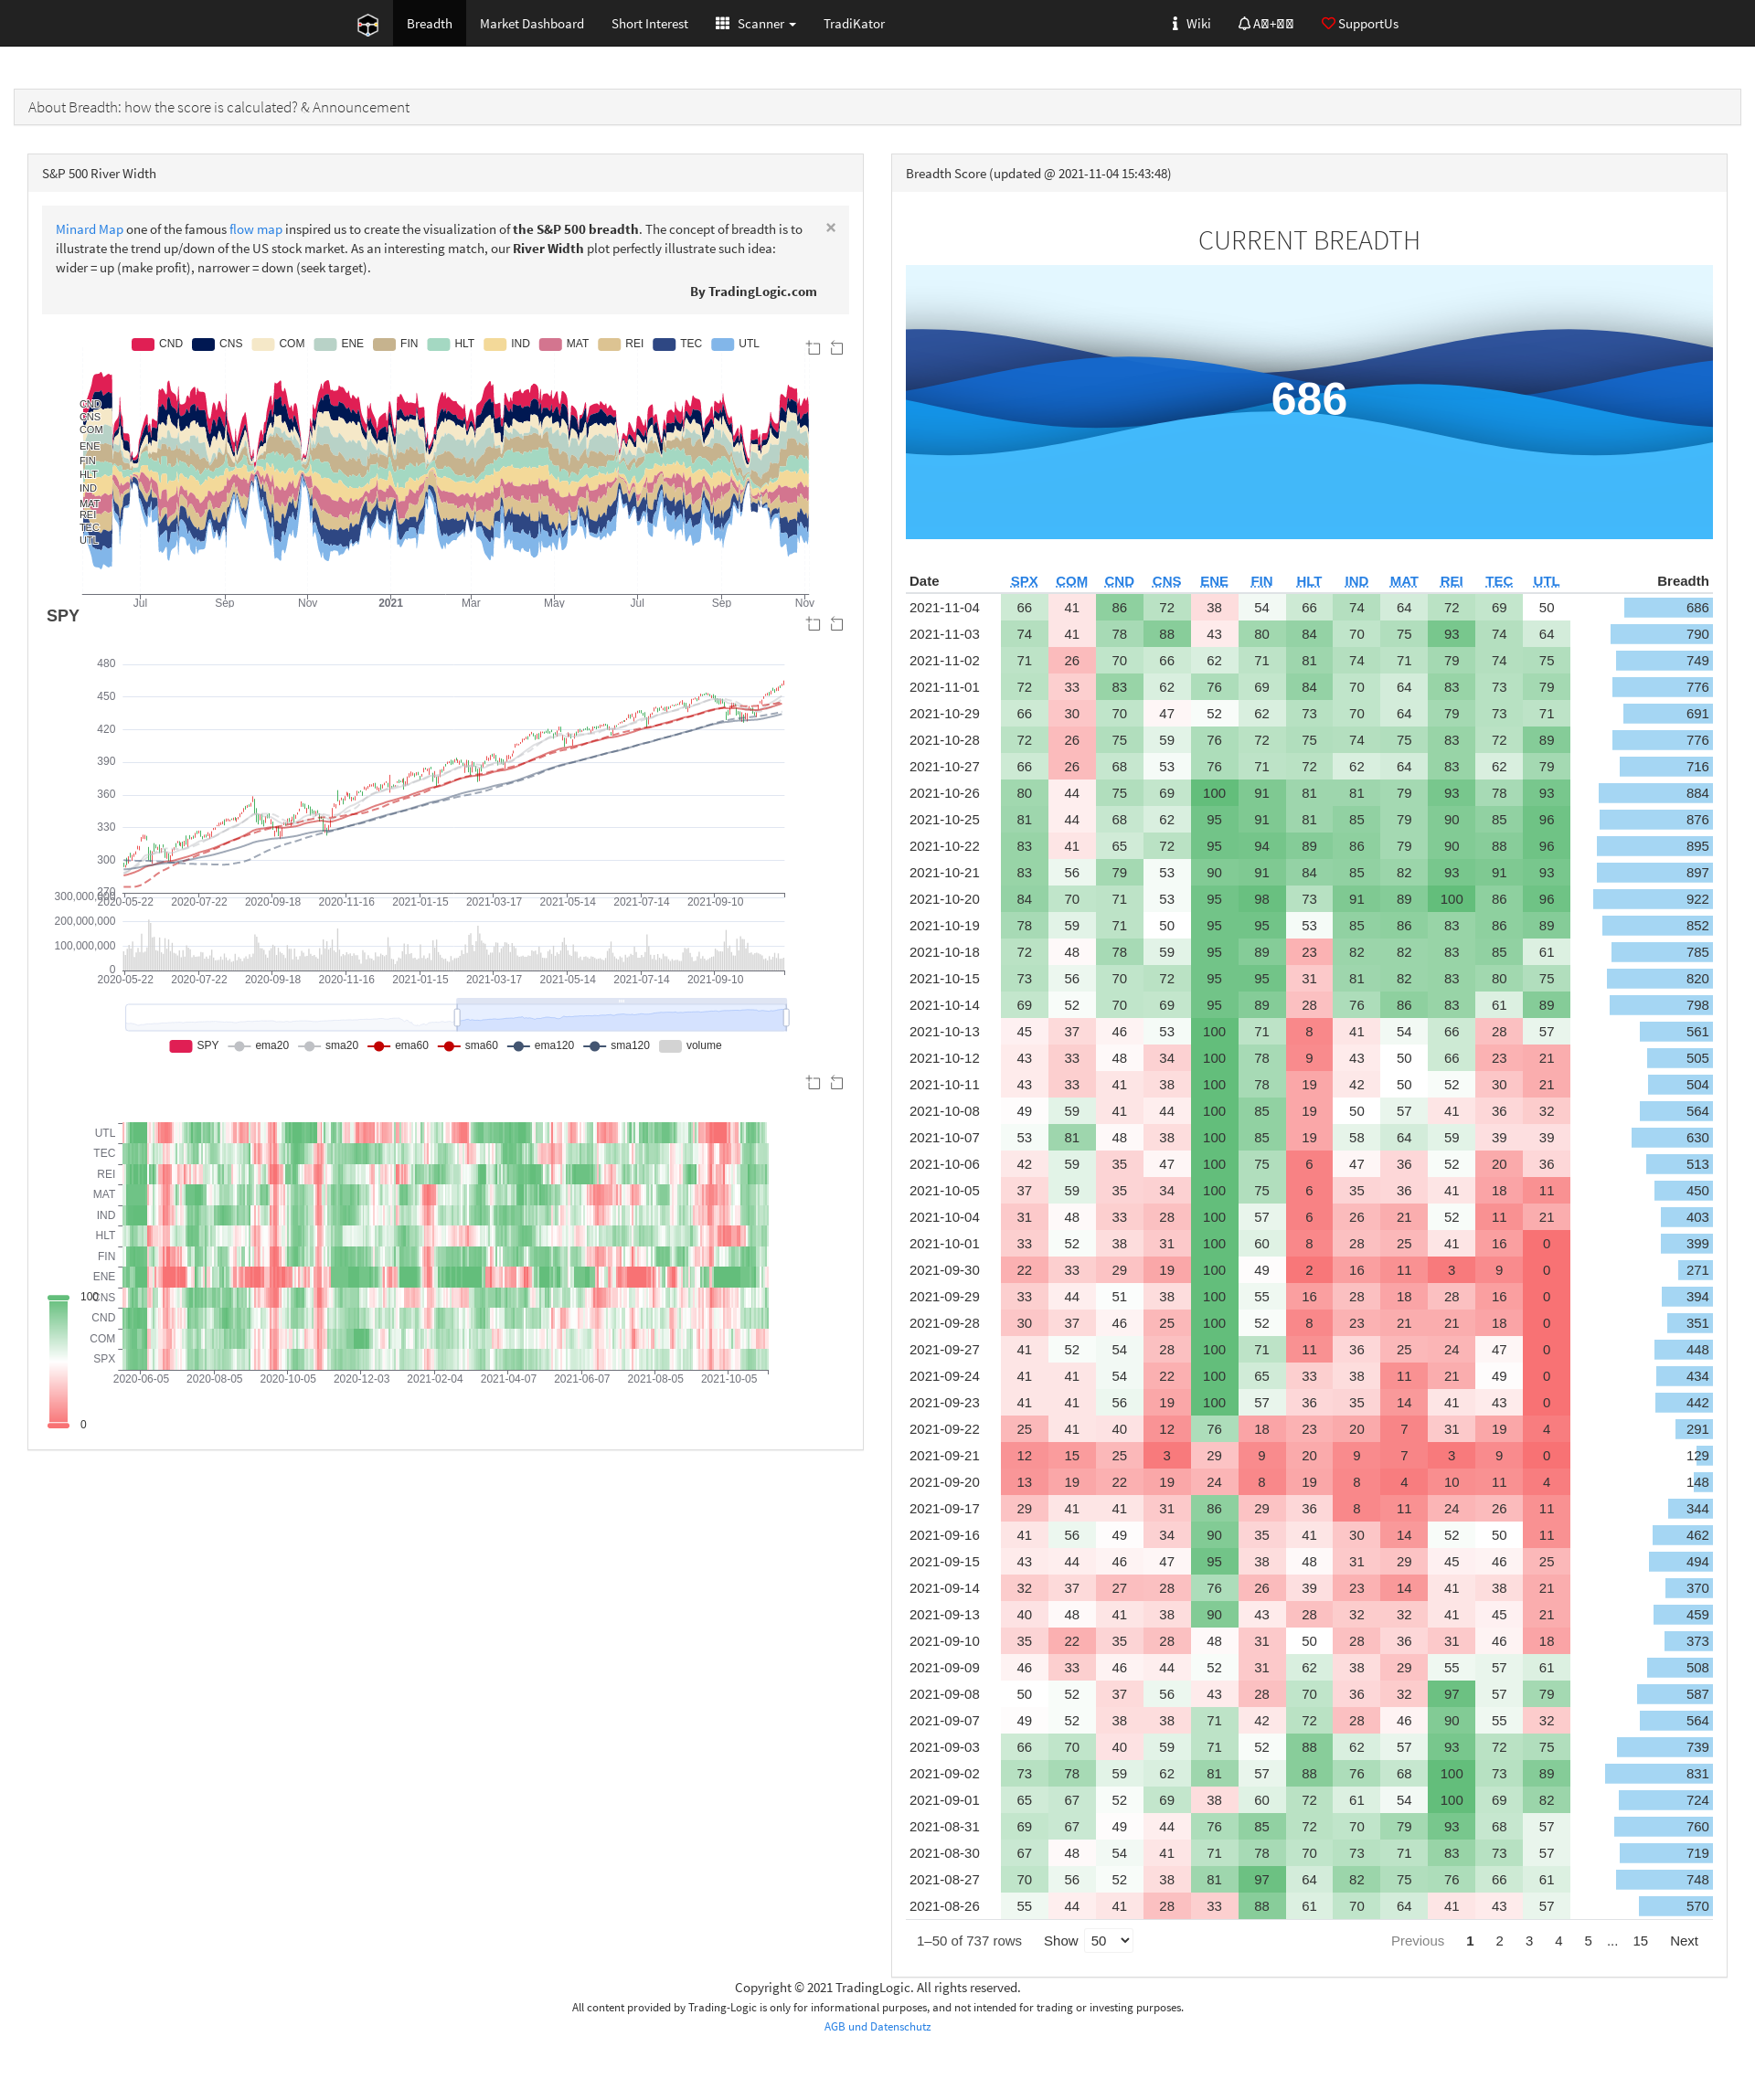 Breadth Market Dashboard Short Interest Scanner TradiKator Wiki SupportUs
About Breadth: how the score is calculated? & Announcement
S&P 500 River Width
Minard Map one of the famous flow map inspired us to create the visualization of the S&P 500 breadth. The concept of breadth is to
illustrate the trend up/down of the US stock market. As an interesting match, our River Width plot perfectly illustrate such idea:
wider = up (make profit), narrower = down (seek target).
×
By TradingLogic.com
CND CNS COM ENE FIN HLT IND MAT REI TEC UTL
CND
CNS
COM
ENE
FIN
HLT
IND
MAT
REI
TEC
UTL
Jul Sep Nov 2021 Mar May Jul Sep Nov
SPY
480
450
420
390
360
330
300
270
2020-05-22 2020-07-22 2020-09-18 2020-11-16 2021-01-15 2021-03-17 2021-05-14 2021-07-14 2021-09-10
300,000,000
200,000,000
100,000,000
0
2020-05-22 2020-07-22 2020-09-18 2020-11-16 2021-01-15 2021-03-17 2021-05-14 2021-07-14 2021-09-10
SPY ema20 sma20 ema60 sma60 ema120 sma120 volume
UTL
TEC
REI
MAT
IND
HLT
FIN
ENE
CNS
CND
COM
SPX
2020-06-05 2020-08-05 2020-10-05 2020-12-03 2021-02-04 2021-04-07 2021-06-07 2021-08-05 2021-10-05
100
0
Breadth Score (updated @ 2021-11-04 15:43:48)
CURRENT BREADTH
686
Date SPX COM CND CNS ENE FIN HLT IND MAT REI TEC UTL Breadth
2021-11-04 66 41 86 72 38 54 66 74 64 72 69 50 686
2021-11-03 74 41 78 88 43 80 84 70 75 93 74 64 790
2021-11-02 71 26 70 66 62 71 81 74 71 79 74 75 749
2021-11-01 72 33 83 62 76 69 84 70 64 83 73 79 776
2021-10-29 66 30 70 47 52 62 73 70 64 79 73 71 691
2021-10-28 72 26 75 59 76 72 75 74 75 83 72 89 776
2021-10-27 66 26 68 53 76 71 72 62 64 83 62 79 716
2021-10-26 80 44 75 69 100 91 81 81 79 93 78 93 884
2021-10-25 81 44 68 62 95 91 81 85 79 90 85 96 876
2021-10-22 83 41 65 72 95 94 89 86 79 90 88 96 895
2021-10-21 83 56 79 53 90 91 84 85 82 93 91 93 897
2021-10-20 84 70 71 53 95 98 73 91 89 100 86 96 922
2021-10-19 78 59 71 50 95 95 53 85 86 83 86 89 852
2021-10-18 72 48 78 59 95 89 23 82 82 83 85 61 785
2021-10-15 73 56 70 72 95 95 31 81 82 83 80 75 820
2021-10-14 69 52 70 69 95 89 28 76 86 83 61 89 798
2021-10-13 45 37 46 53 100 71 8 41 54 66 28 57 561
2021-10-12 43 33 48 34 100 78 9 43 50 66 23 21 505
2021-10-11 43 33 41 38 100 78 19 42 50 52 30 21 504
2021-10-08 49 59 41 44 100 85 19 50 57 41 36 32 564
2021-10-07 53 81 48 38 100 85 19 58 64 59 39 39 630
2021-10-06 42 59 35 47 100 75 6 47 36 52 20 36 513
2021-10-05 37 59 35 34 100 75 6 35 36 41 18 11 450
2021-10-04 31 48 33 28 100 57 6 26 21 52 11 21 403
2021-10-01 33 52 38 31 100 60 8 28 25 41 16 0 399
2021-09-30 22 33 29 19 100 49 2 16 11 3 9 0 271
2021-09-29 33 44 51 38 100 55 16 28 18 28 16 0 394
2021-09-28 30 37 46 25 100 52 8 23 21 21 18 0 351
2021-09-27 41 52 54 28 100 71 11 36 25 24 47 0 448
2021-09-24 41 41 54 22 100 65 33 38 11 21 49 0 434
2021-09-23 41 41 56 19 100 57 36 35 14 41 43 0 442
2021-09-22 25 41 40 12 76 18 23 20 7 31 19 4 291
2021-09-21 12 15 25 3 29 9 20 9 7 3 9 0 129
2021-09-20 13 19 22 19 24 8 19 8 4 10 11 4 148
2021-09-17 29 41 41 31 86 29 36 8 11 24 26 11 344
2021-09-16 41 56 49 34 90 35 41 30 14 52 50 11 462
2021-09-15 43 44 46 47 95 38 48 31 29 45 46 25 494
2021-09-14 32 37 27 28 76 26 39 23 14 41 38 21 370
2021-09-13 40 48 41 38 90 43 28 32 32 41 45 21 459
2021-09-10 35 22 35 28 48 31 50 28 36 31 46 18 373
2021-09-09 46 33 46 44 52 31 62 38 29 55 57 61 508
2021-09-08 50 52 37 56 43 28 70 36 32 97 57 79 587
2021-09-07 49 52 38 38 71 42 72 28 46 90 55 32 564
2021-09-03 66 70 40 59 71 52 88 62 57 93 72 75 739
2021-09-02 73 78 59 62 81 57 88 76 68 100 73 89 831
2021-09-01 65 67 52 69 38 60 72 61 54 100 69 82 724
2021-08-31 69 67 49 44 76 85 72 70 79 93 68 57 760
2021-08-30 67 48 54 41 71 78 70 73 71 83 73 57 719
2021-08-27 70 56 52 38 81 97 64 82 75 76 66 61 748
2021-08-26 55 44 41 28 33 88 61 70 64 41 43 57 570
1–50 of 737 rows Show 50 Previous 1 2 3 4 5 ... 15 Next
Copyright © 2021 TradingLogic. All rights reserved.
All content provided by Trading-Logic is only for informational purposes, and not intended for trading or investing purposes.
AGB und Datenschutz